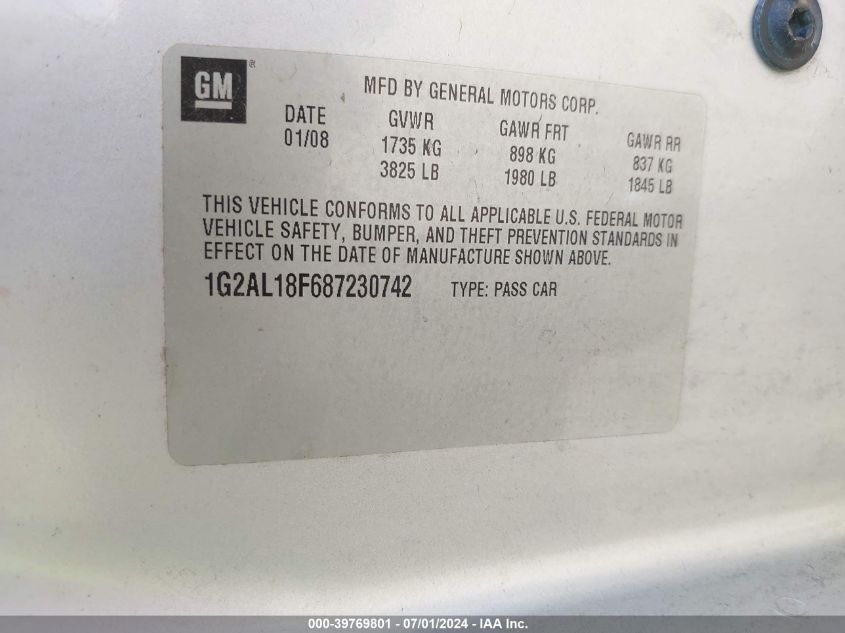 GM ®
MFD BY GENERAL MOTORS CORP.
DATE GVWR GAWR FRT GAWR RR
01/08 1735 KG 898 KG 837 KG
3825 LB 1980 LB 1845 LB
THIS VEHICLE CONFORMS TO ALL APPLICABLE U.S. FEDERAL MOTOR
VEHICLE SAFETY, BUMPER, AND THEFT PREVENTION STANDARDS IN
EFFECT ON THE DATE OF MANUFACTURE SHOWN ABOVE.
1G2AL18F687230742 TYPE: PASS CAR
000-39769801 - 07/01/2024 - IAA Inc.